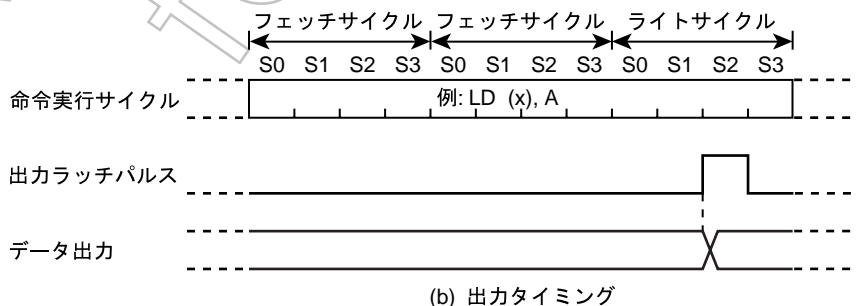 フェッチサイクル フェッチサイクル ライトサイクル
S0 S1 S2 S3 S0 S1 S2 S3 S0 S1 S2 S3
命令実行サイクル 例: LD (x), A
出力ラッチパルス
データ出力
(b) 出力タイミング